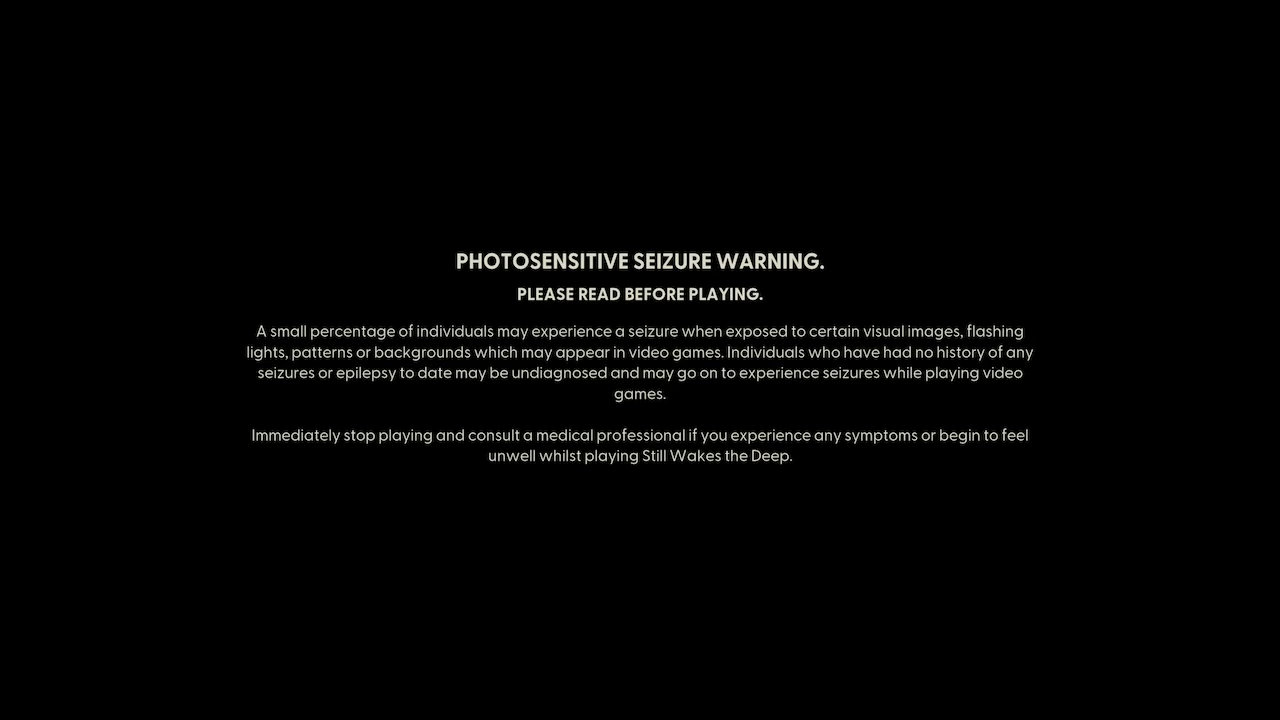 PHOTOSENSITIVE SEIZURE WARNING.
PLEASE READ BEFORE PLAYING.
A small percentage of individuals may experience a seizure when exposed to certain visual images, flashing
lights, patterns or backgrounds which may appear in video games. Individuals who have had no history of any
seizures or epilepsy to date may be undiagnosed and may go on to experience seizures while playing video
games.
Immediately stop playing and consult a medical professional if you experience any symptoms or begin to feel
unwell whilst playing Still Wakes the Deep.